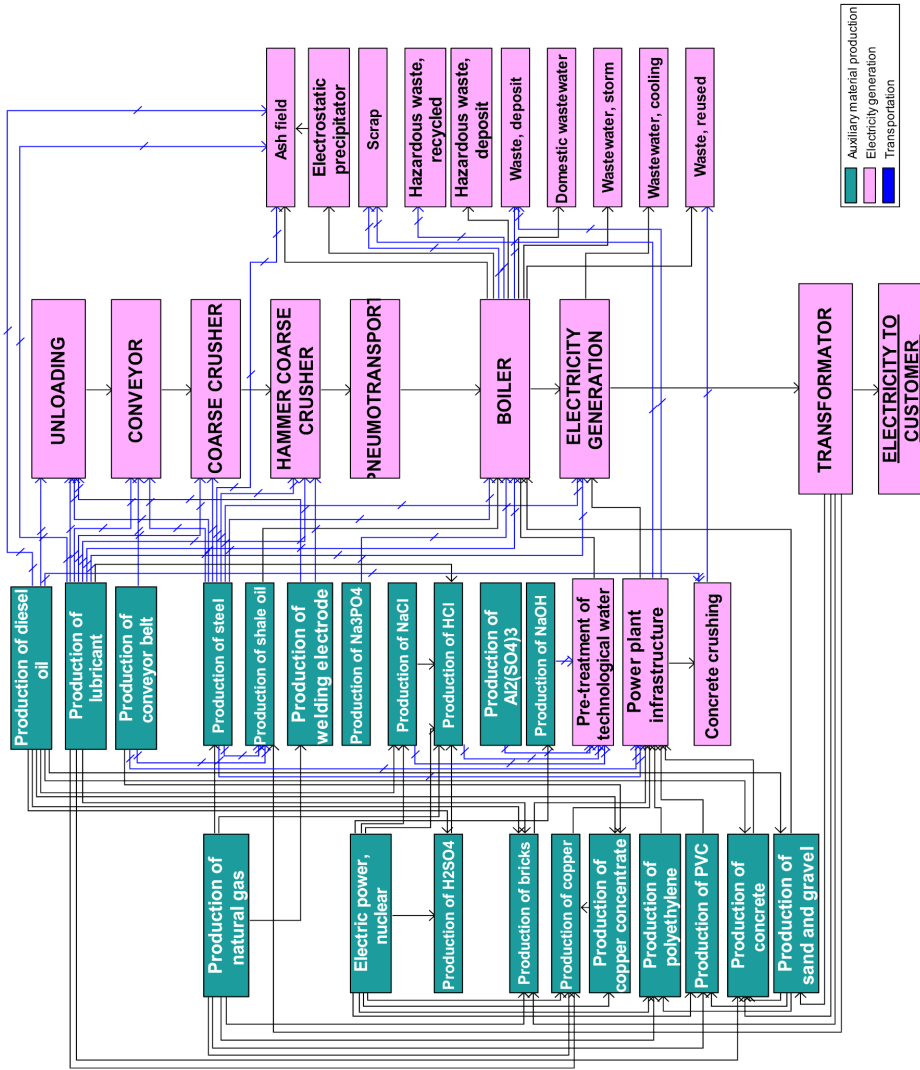 Ash field
Electrostatic
precipitator
Scrap
Hazardous waste,
recycled
Hazardous waste,
deposit
Waste, deposit
Domestic wastewater
Wastewater, storm
Wastewater, cooling
Waste, reused
Auxiliary material production
Electricity generation
Transportation
UNLOADING
CONVEYOR
COARSE CRUSHER
HAMMER COARSE
CRUSHER
PNEUMOTRANSPORT
BOILER
ELECTRICITY
GENERATION
TRANSFORMATOR
ELECTRICITY TO
CUSTOMER
Production of diesel
oil
Production of
lubricant
Production of
conveyor belt
Production of steel
Production of shale oil
Production of
welding electrode
Production of Na3PO4
Production of NaCl
Production of HCl
Production of
Al2(SO4)3
Production of NaOH
Pre-treatment of
technological water
Power plant
infrastructure
Concrete crushing
Production of
natural gas
Electric power,
nuclear
Production of H2SO4
Production of bricks
Production of copper
Production of
copper concentrate
Production of
polyethylene
Production of PVC
Production of
concrete
Production of
sand and gravel